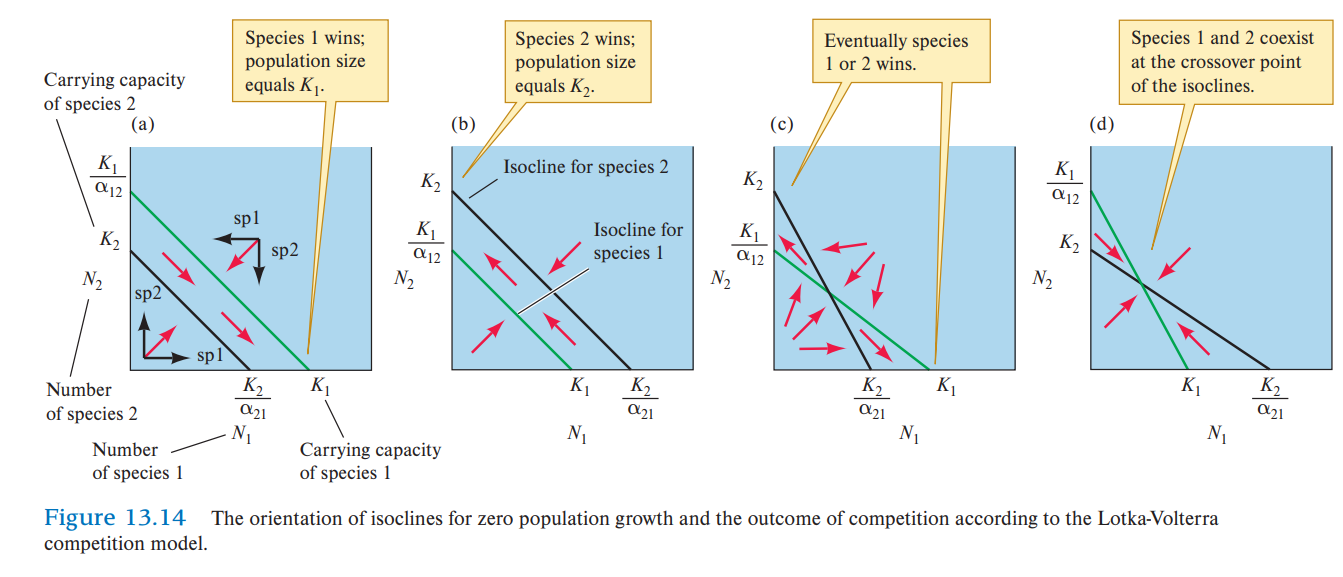 Species 1 wins;
population size
equals K₁.
Species 2 wins;
population size
equals K₂.
Eventually species
1 or 2 wins.
Species 1 and 2 coexist
at the crossover point
of the isoclines.
Carrying capacity
of species 2
(a)
K₁
α₁₂
K₂
N₂
sp1
sp2
sp2
sp1
K₂
α₂₁
K₁
N₁
Number
of species 2
Number
of species 1
Carrying capacity
of species 1
(b)
Isocline for species 2
K₂
K₁
α₁₂
N₂
Isocline for
species 1
K₁
K₂
α₂₁
N₁
(c)
K₂
K₁
α₁₂
N₂
K₂
α₂₁
K₁
N₁
(d)
K₁
α₁₂
K₂
N₂
K₁
K₂
α₂₁
N₁
Figure 13.14 The orientation of isoclines for zero population growth and the outcome of competition according to the Lotka-Volterra
competition model.